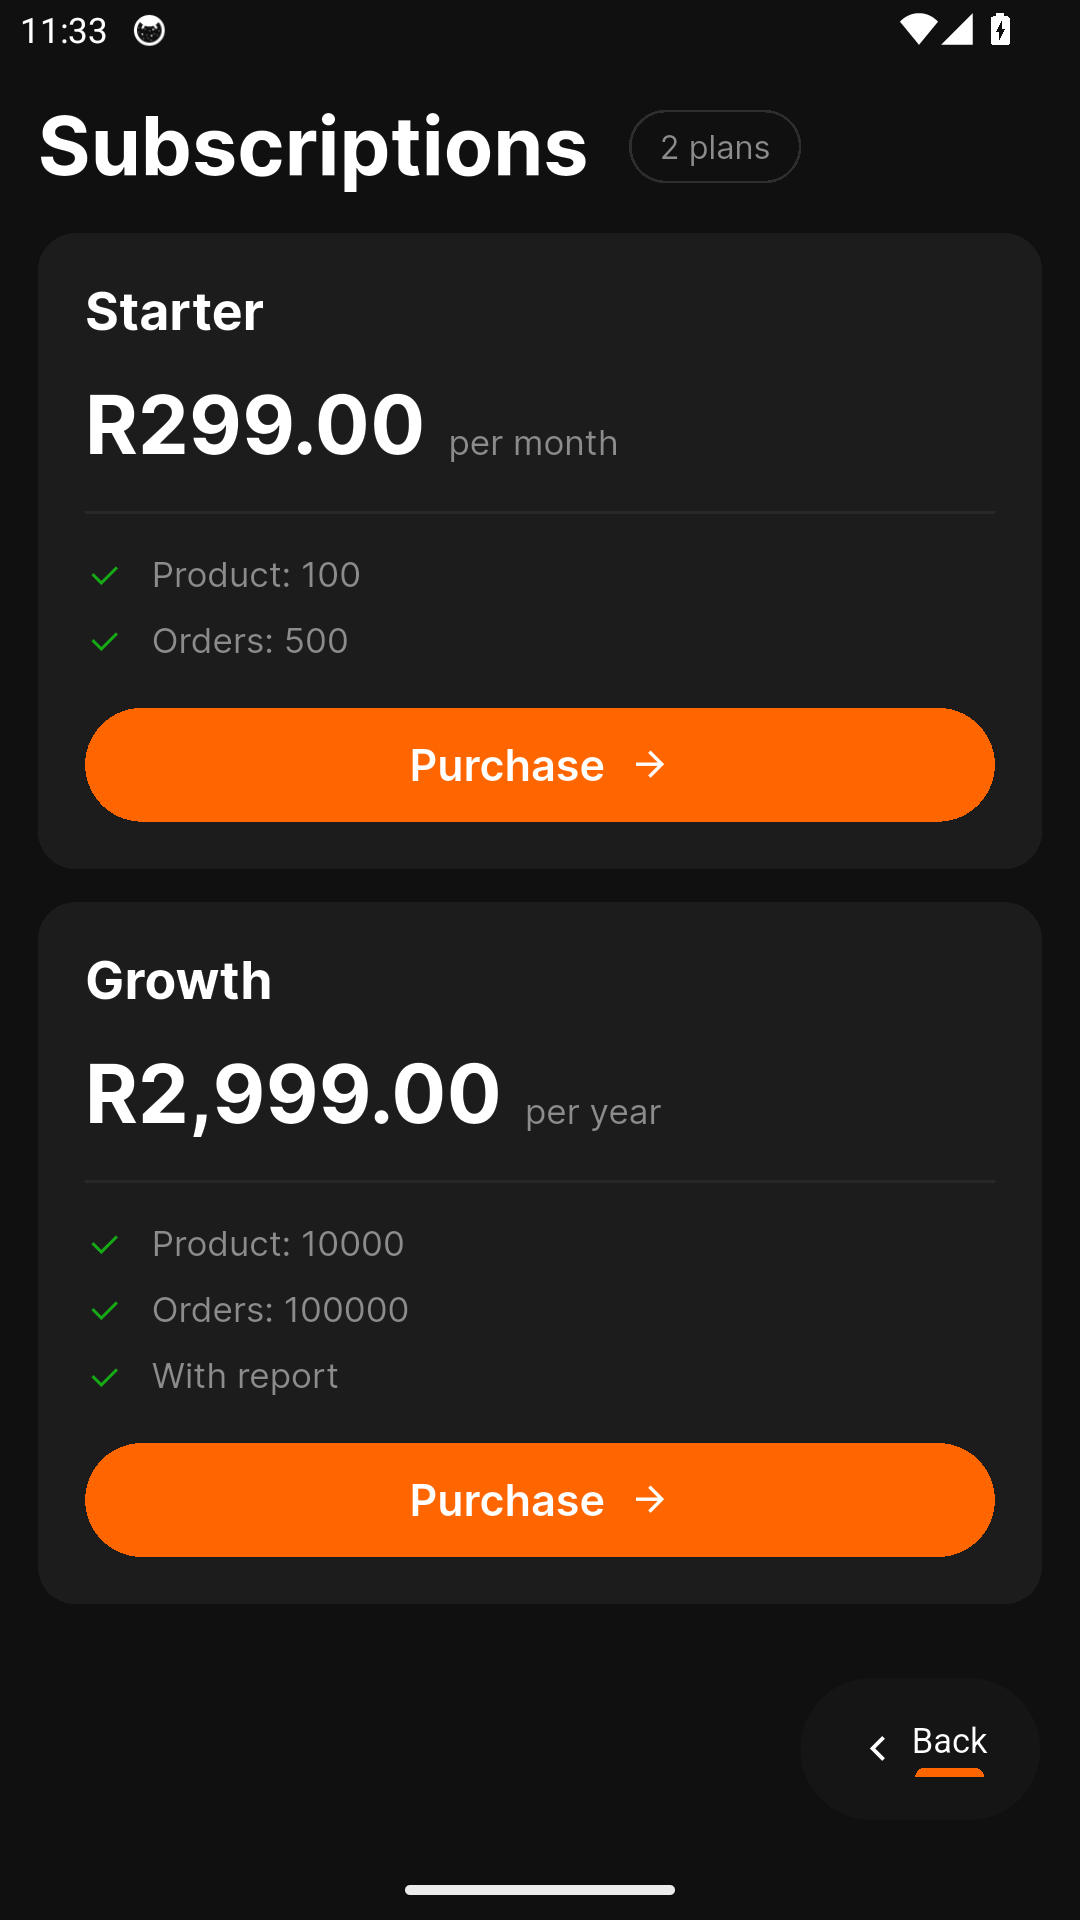 11:33
Subscriptions
2 plans
Starter
R299.00 per month
Product: 100
Orders: 500
Purchase
Growth
R2,999.00 per year
Product: 10000
Orders: 100000
With report
Purchase
Back